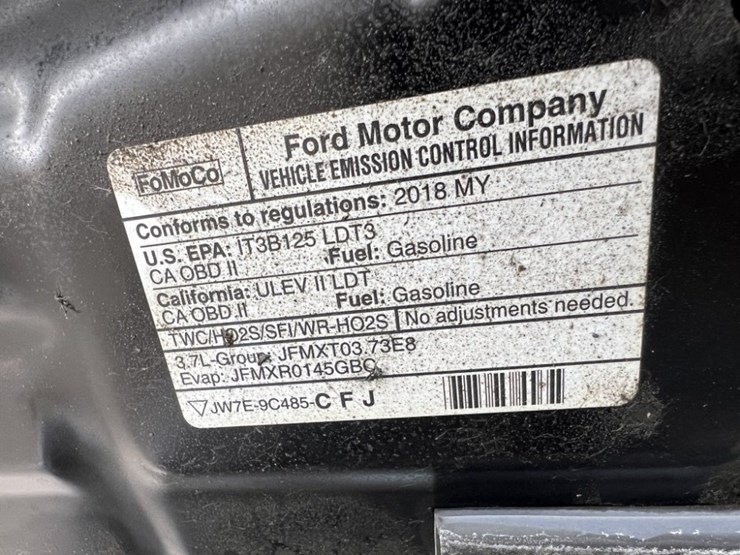 FoMoCo
Ford Motor Company
VEHICLE EMISSION CONTROL INFORMATION
Conforms to regulations: 2018 MY
U.S. EPA: IT3B125 LDT3
CA OBD II Fuel: Gasoline
California: ULEV II LDT
CA OBD II Fuel: Gasoline
TWC/HO2S/SFI/WR-HO2S No adjustments needed.
3.7L-Group: JFMXT03.73E8
Evap: JFMXR0145GBC
JW7E-9C485-C F J